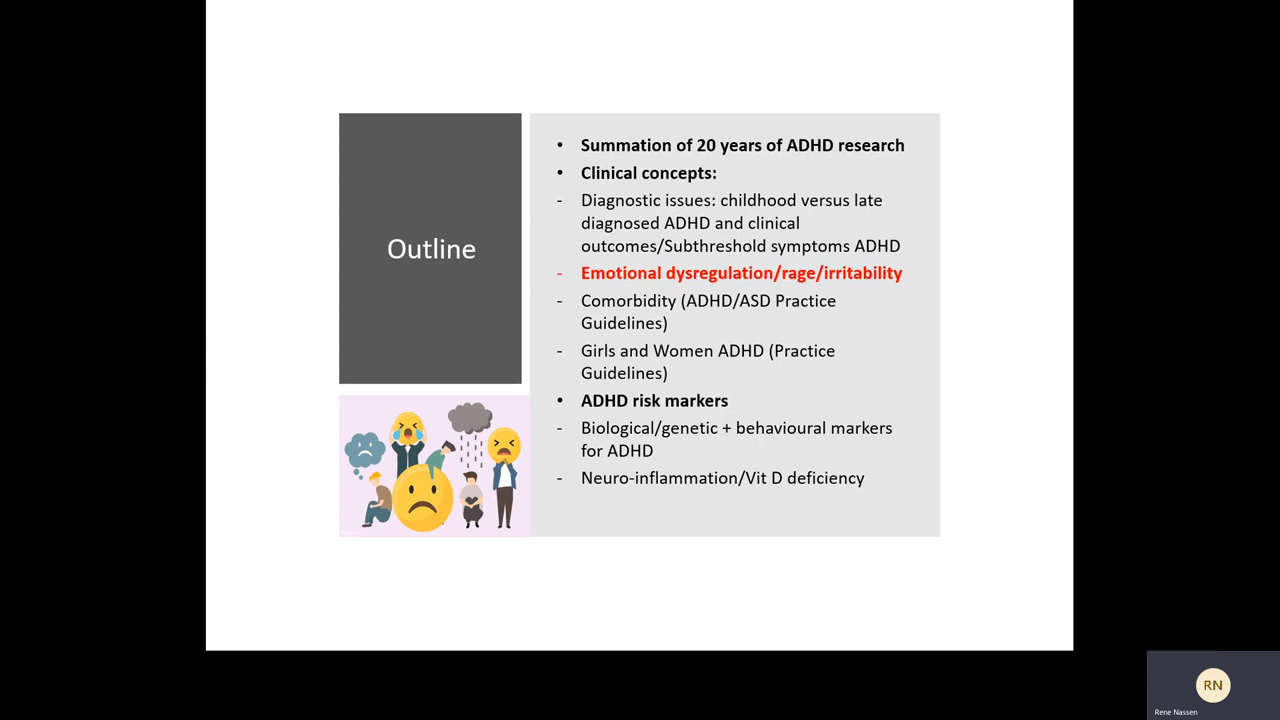 Outline
• Summation of 20 years of ADHD research
• Clinical concepts:
- Diagnostic issues: childhood versus late
diagnosed ADHD and clinical
outcomes/Subthreshold symptoms ADHD
- Emotional dysregulation/rage/irritability
- Comorbidity (ADHD/ASD Practice
Guidelines)
- Girls and Women ADHD (Practice
Guidelines)
• ADHD risk markers
- Biological/genetic + behavioural markers
for ADHD
- Neuro-inflammation/Vit D deficiency
RN
Rene Nassen